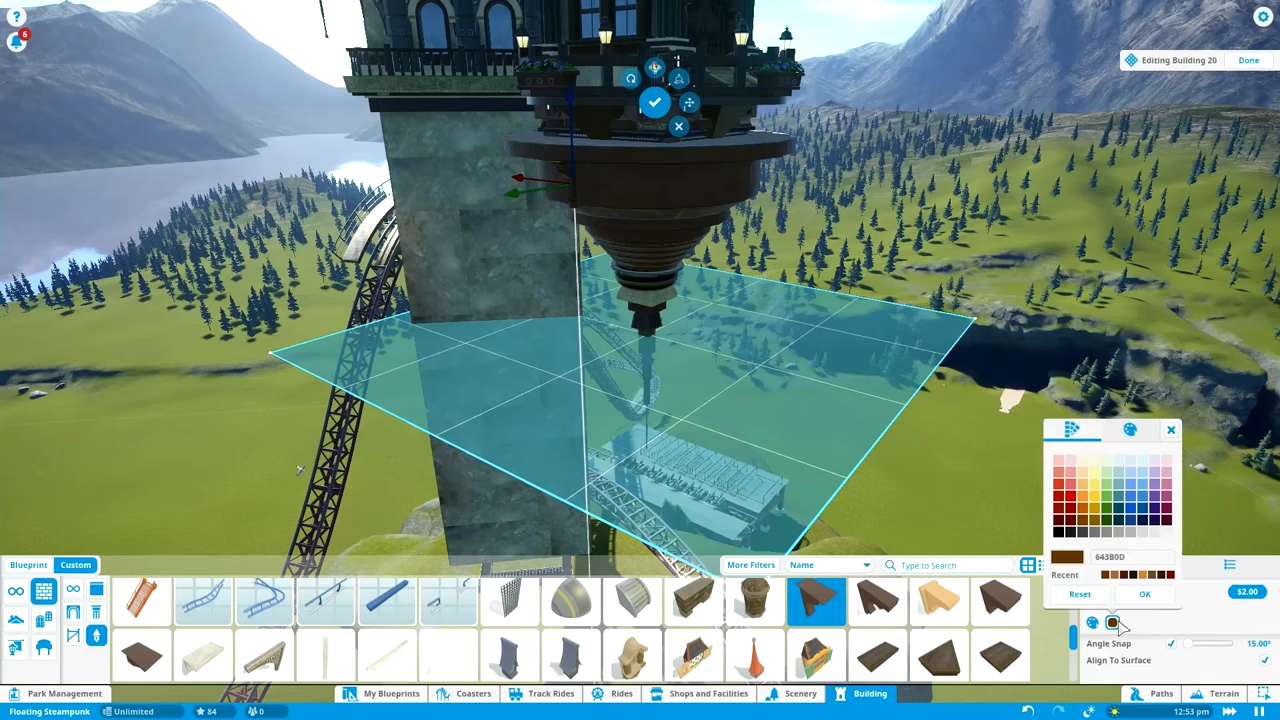 ?
6
Editing Building 20
Done
643B0D
Recent
Reset
OK
Blueprint
Custom
More Filters
Name
Type to Search
$2.00
Angle Snap
15.00°
Align To Surface
Park Management
My Blueprints
Coasters
Track Rides
Rides
Shops and Facilities
Scenery
Building
Paths
Terrain
Floating Steampunk
Unlimited
84
0
12:53 pm